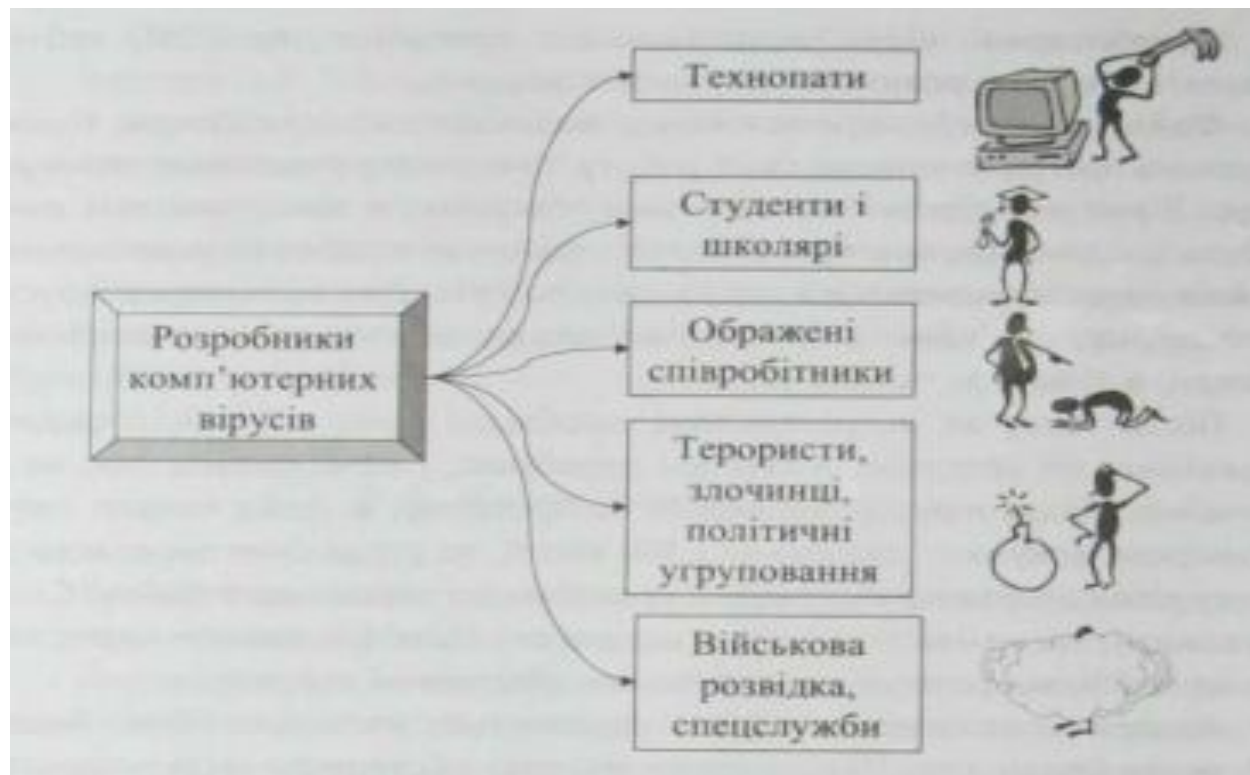 Технопати
Студенти і
школярі
Ображені
співробітники
Розробники
комп'ютерних
вірусів
Терористи,
злочинці,
політичні
угруповання
Військова
розвідка,
спецслужби